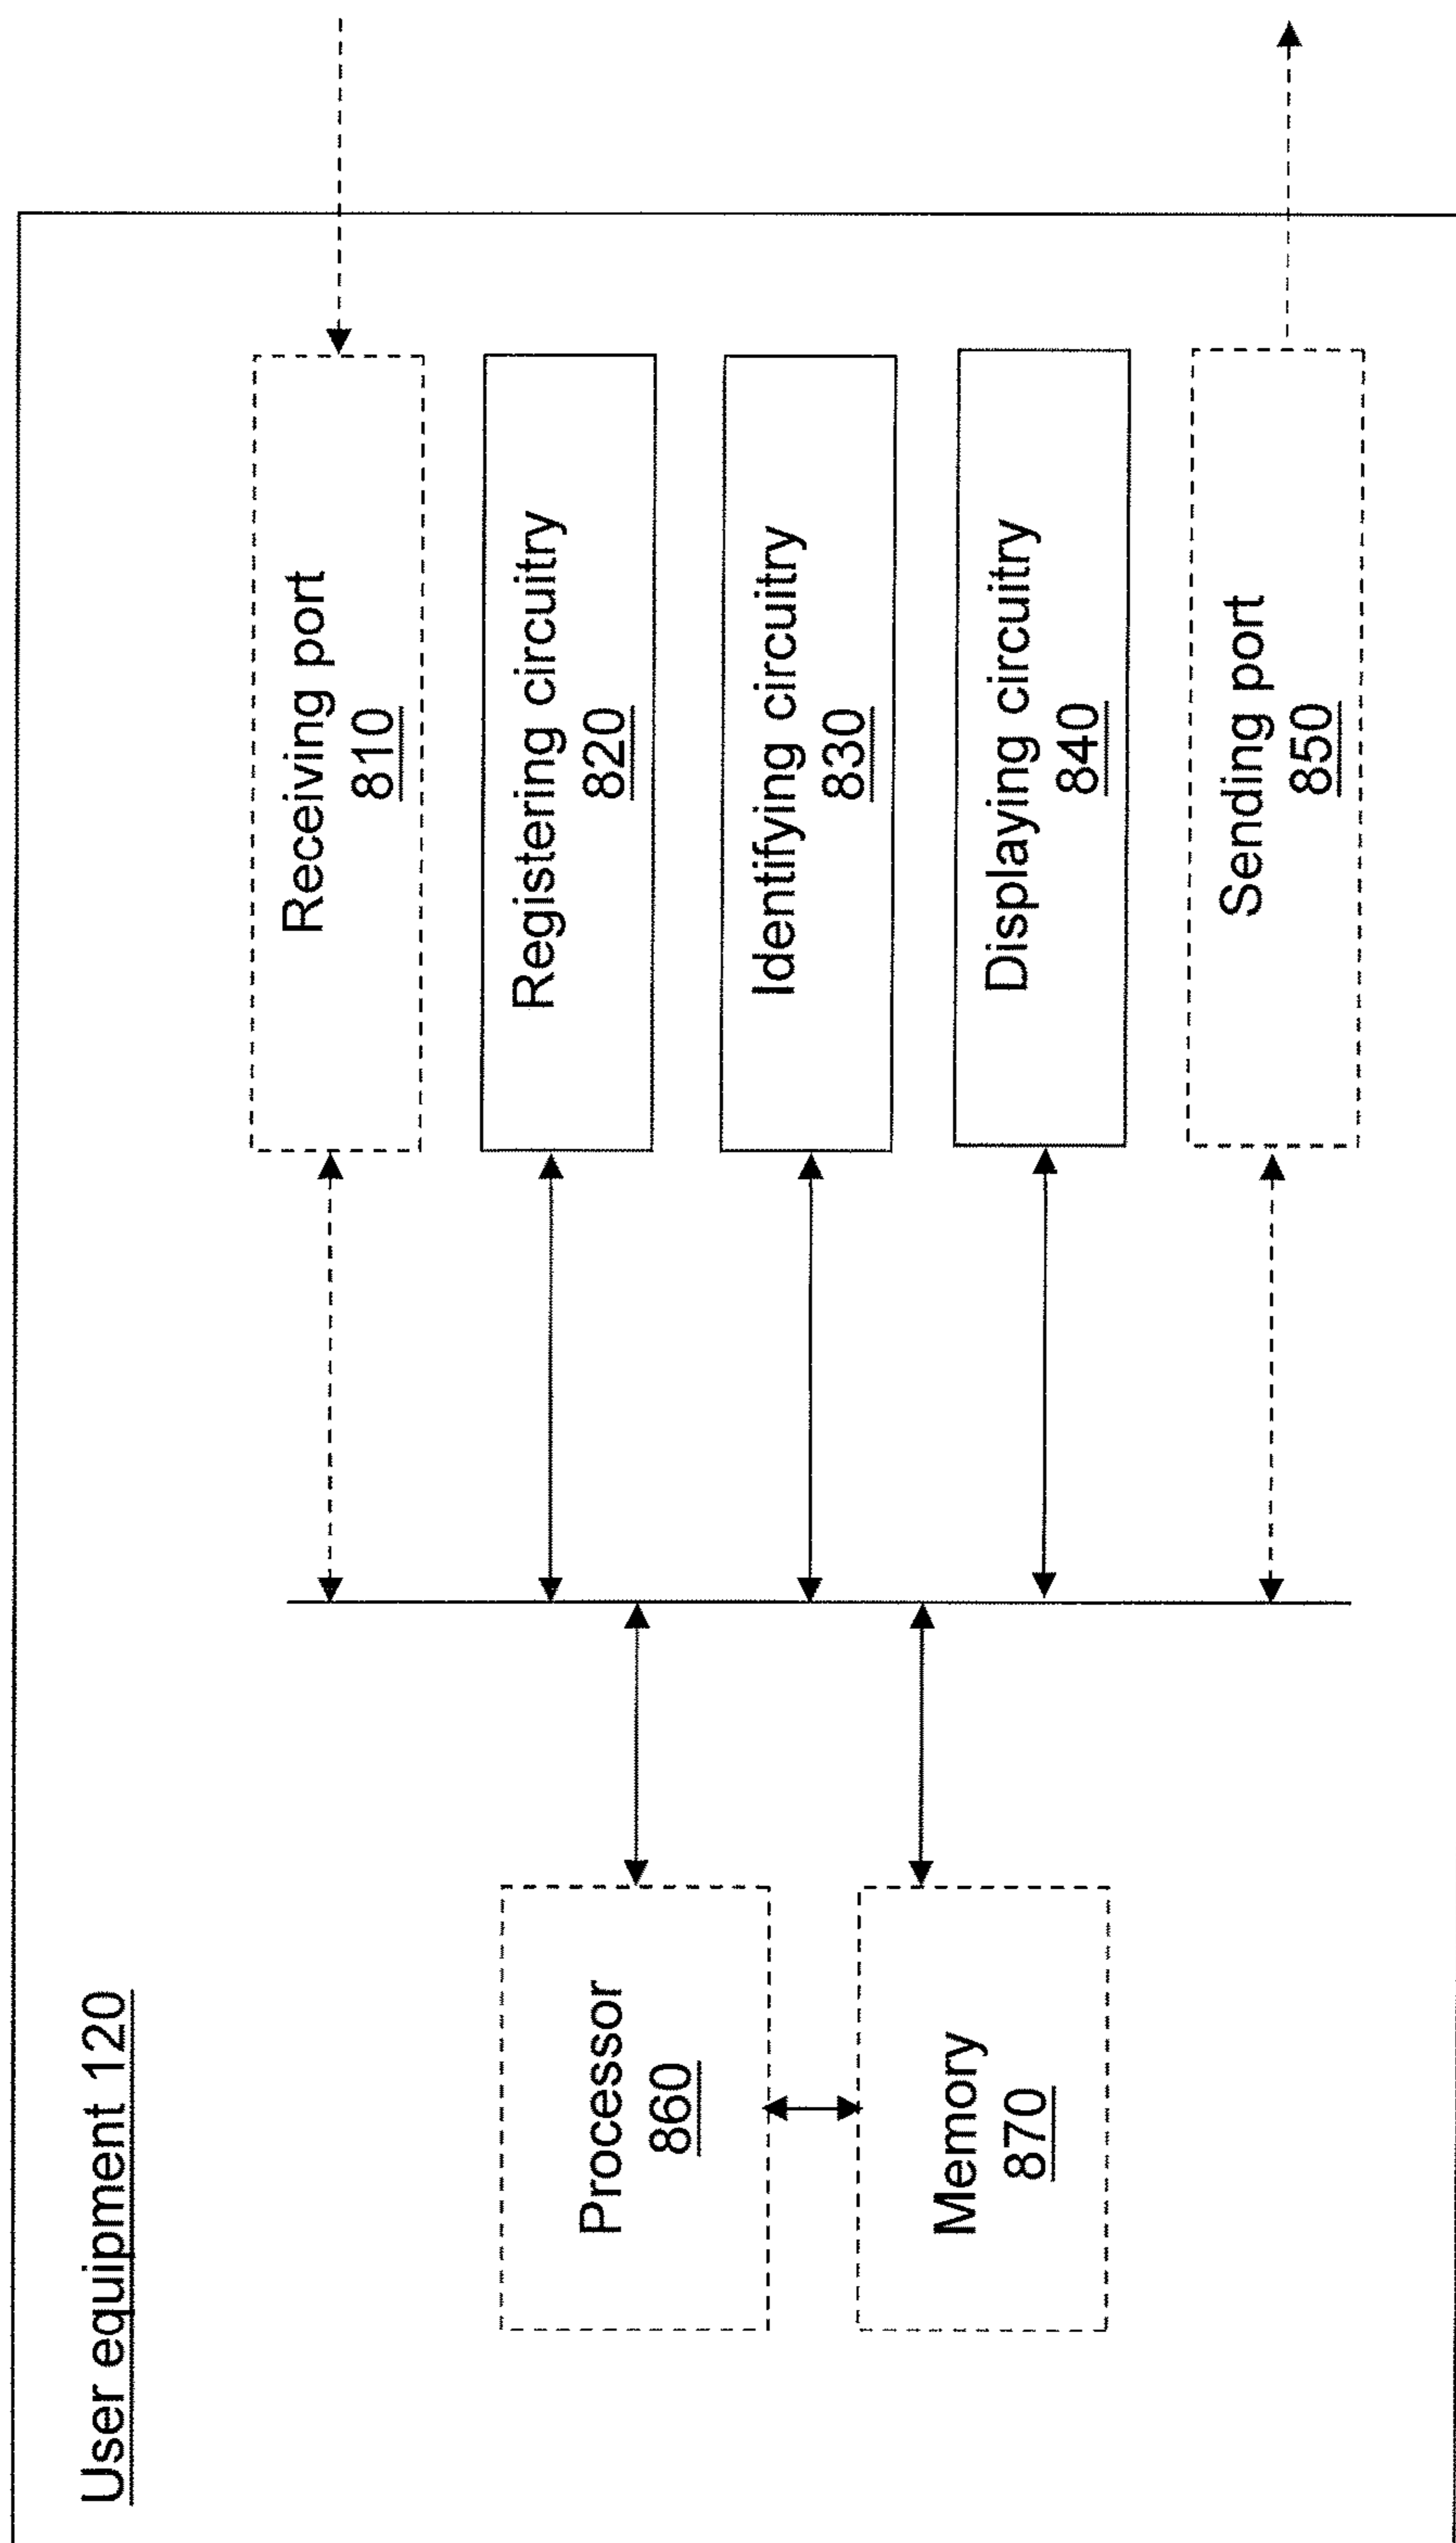 User equipment 120
Receiving port
810
Registering circuitry
820
Processor
860
Identifying circuitry
830
Memory
870
Displaying circuitry
840
Sending port
850